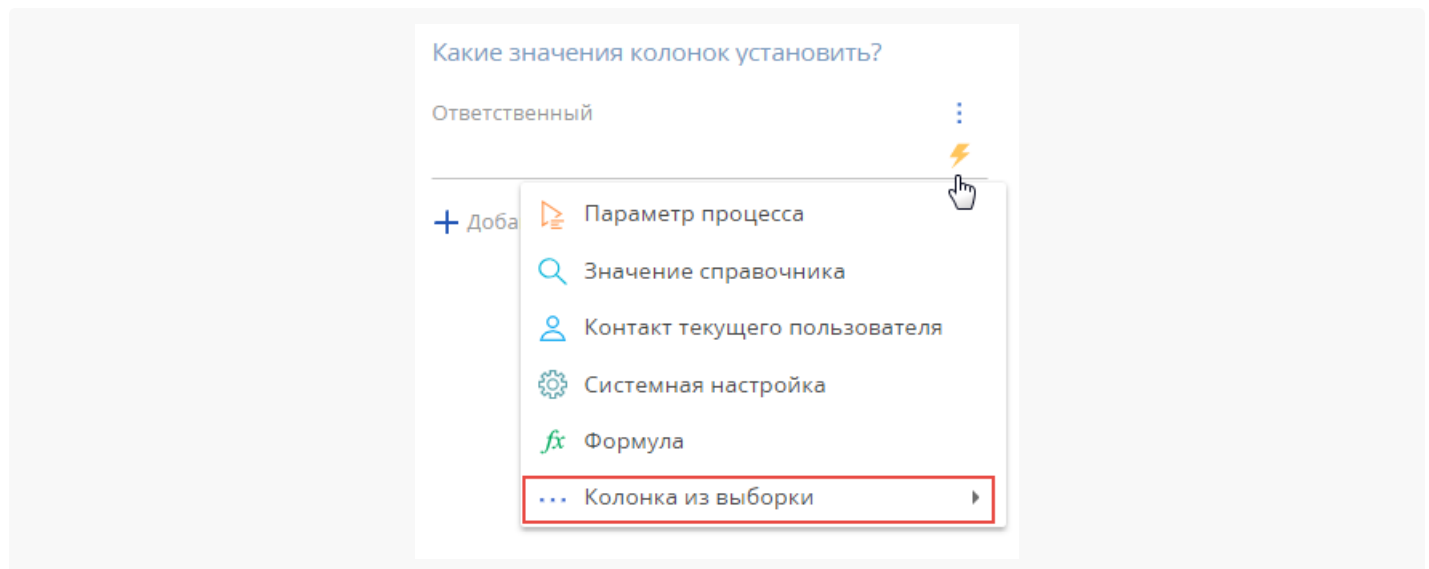 Какие значения колонок установить?
Ответственный
Доба
Параметр процесса
Значение справочника
Контакт текущего пользователя
Системная настройка
fx Формула
Колонка из выборки